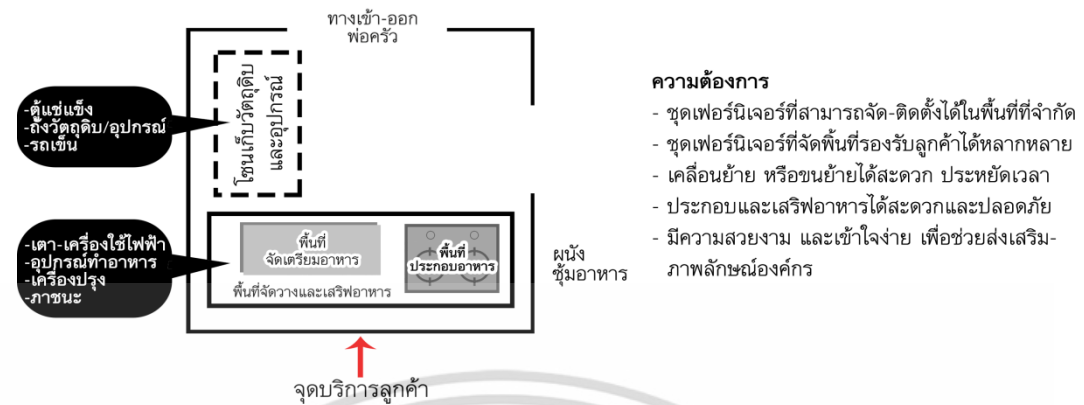 ทางเข้า-ออก
พ่อครัว
โซนเก็บวัตถุดิบ
และอุปกรณ์
-ตู้แช่แข็ง
-ถังวัตถุดิบ/อุปกรณ์
-รถเข็น
-เตา-เครื่องใช้ไฟฟ้า
-อุปกรณ์ทำอาหาร
-เครื่องปรุง
-ภาชนะ
พื้นที่
จัดเตรียมอาหาร
พื้นที่
ประกอบอาหาร
พื้นที่จัดวางและเสริฟอาหาร
ผนัง
ซุ้มอาหาร
จุดบริการลูกค้า
ความต้องการ
- ชุดเฟอร์นิเจอร์ที่สามารถจัด-ติดตั้งได้ในพื้นที่ที่จำกัด
- ชุดเฟอร์นิเจอร์ที่จัดพิ้นที่รองรับลูกค้าได้หลากหลาย
- เคลื่อนย้าย หรือขนย้ายได้สะดวก ประหยัดเวลา
- ประกอบและเสริฟอาหารได้สะดวกและปลอดภัย
- มีความสวยงาม และเข้าใจง่าย เพื่อช่วยส่งเสริม-
ภาพลักษณ์องค์กร